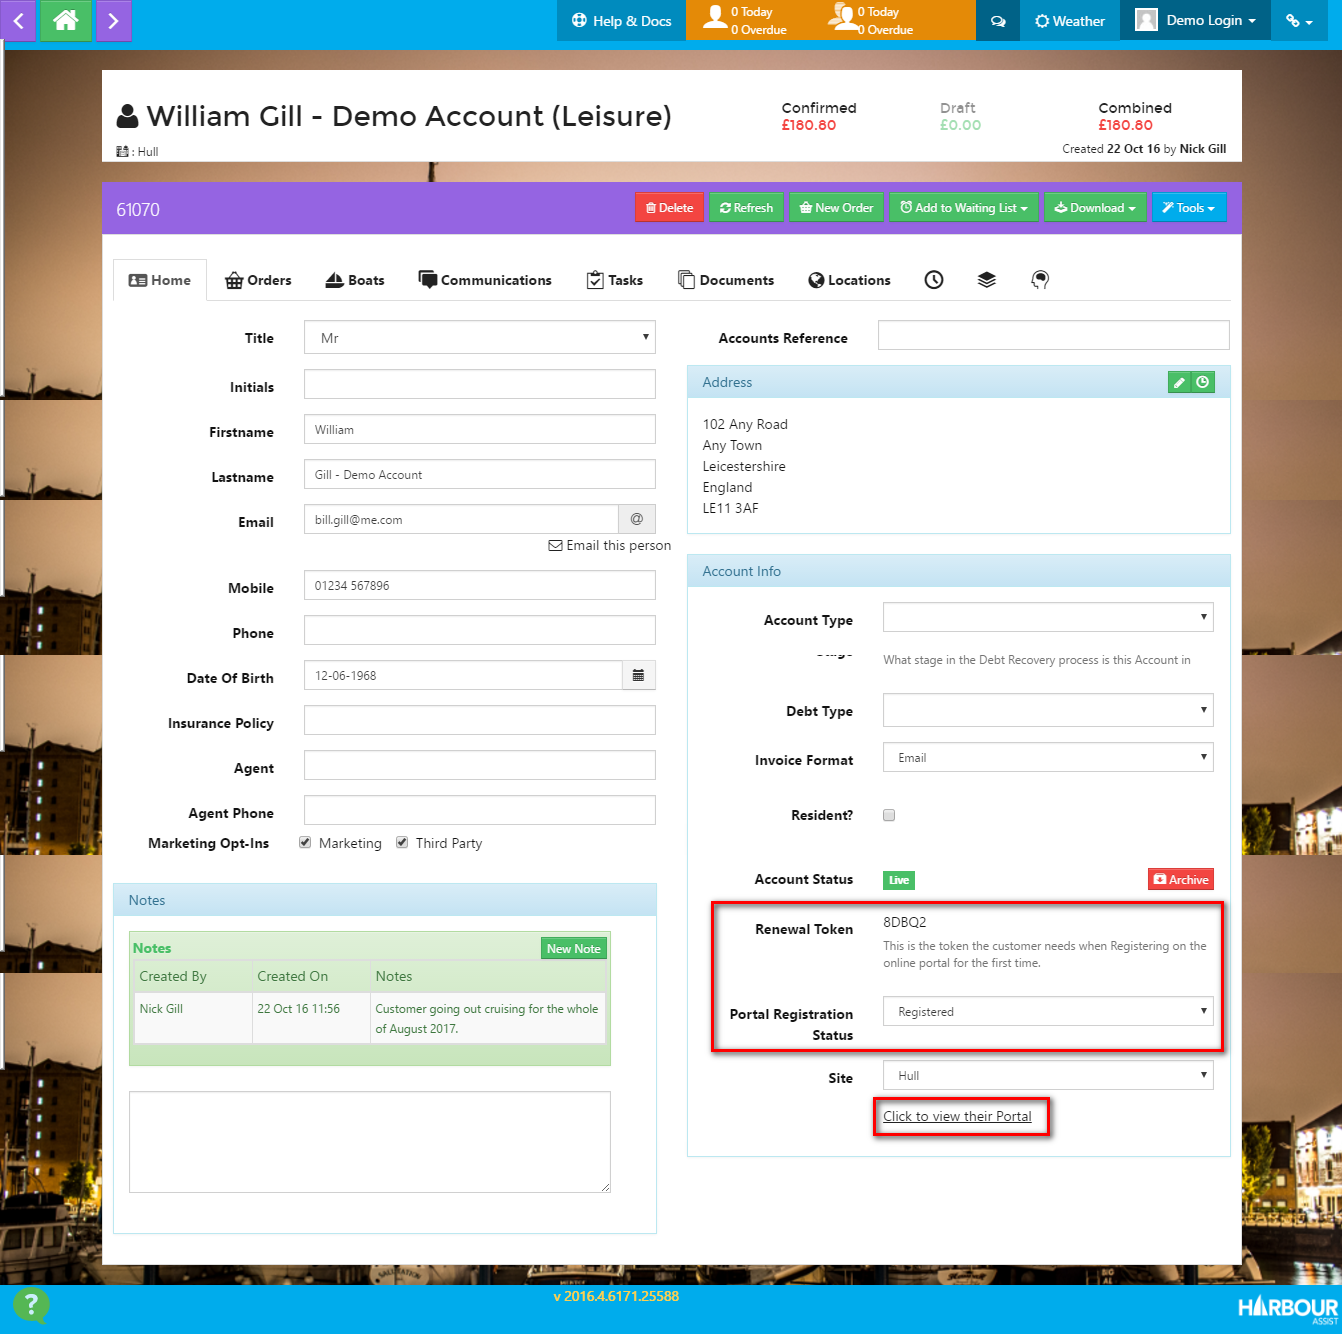 Help & Docs
0 Today
0 Overdue
0 Today
0 Overdue
Weather
Demo Login
William Gill - Demo Account (Leisure)
: Hull
Confirmed
£180.80
Draft
£0.00
Combined
£180.80
Created 22 Oct 16 by Nick Gill
61070
Delete
Refresh
New Order
Add to Waiting List
Download
Tools
Home
Orders
Boats
Communications
Tasks
Documents
Locations
Title
Mr
Initials
Firstname
William
Lastname
Gill - Demo Account
Email
bill.gill@me.com
@
Email this person
Mobile
01234 567896
Phone
Date Of Birth
12-06-1968
Insurance Policy
Agent
Agent Phone
Marketing Opt-Ins
Marketing
Third Party
Notes
Notes
New Note
Created By
Created On
Notes
Nick Gill
22 Oct 16 11:56
Customer going out cruising for the whole
of August 2017.
Accounts Reference
Address
102 Any Road
Any Town
Leicestershire
England
LE11 3AF
Account Info
Account Type
Stage
What stage in the Debt Recovery process is this Account in
Debt Type
Invoice Format
Email
Resident?
Account Status
Live
Archive
Renewal Token
8DBQ2
This is the token the customer needs when Registering on the
online portal for the first time.
Portal Registration
Status
Registered
Site
Hull
Click to view their Portal
?
v 2016.4.6171.25588
HARBOUR
ASSIST